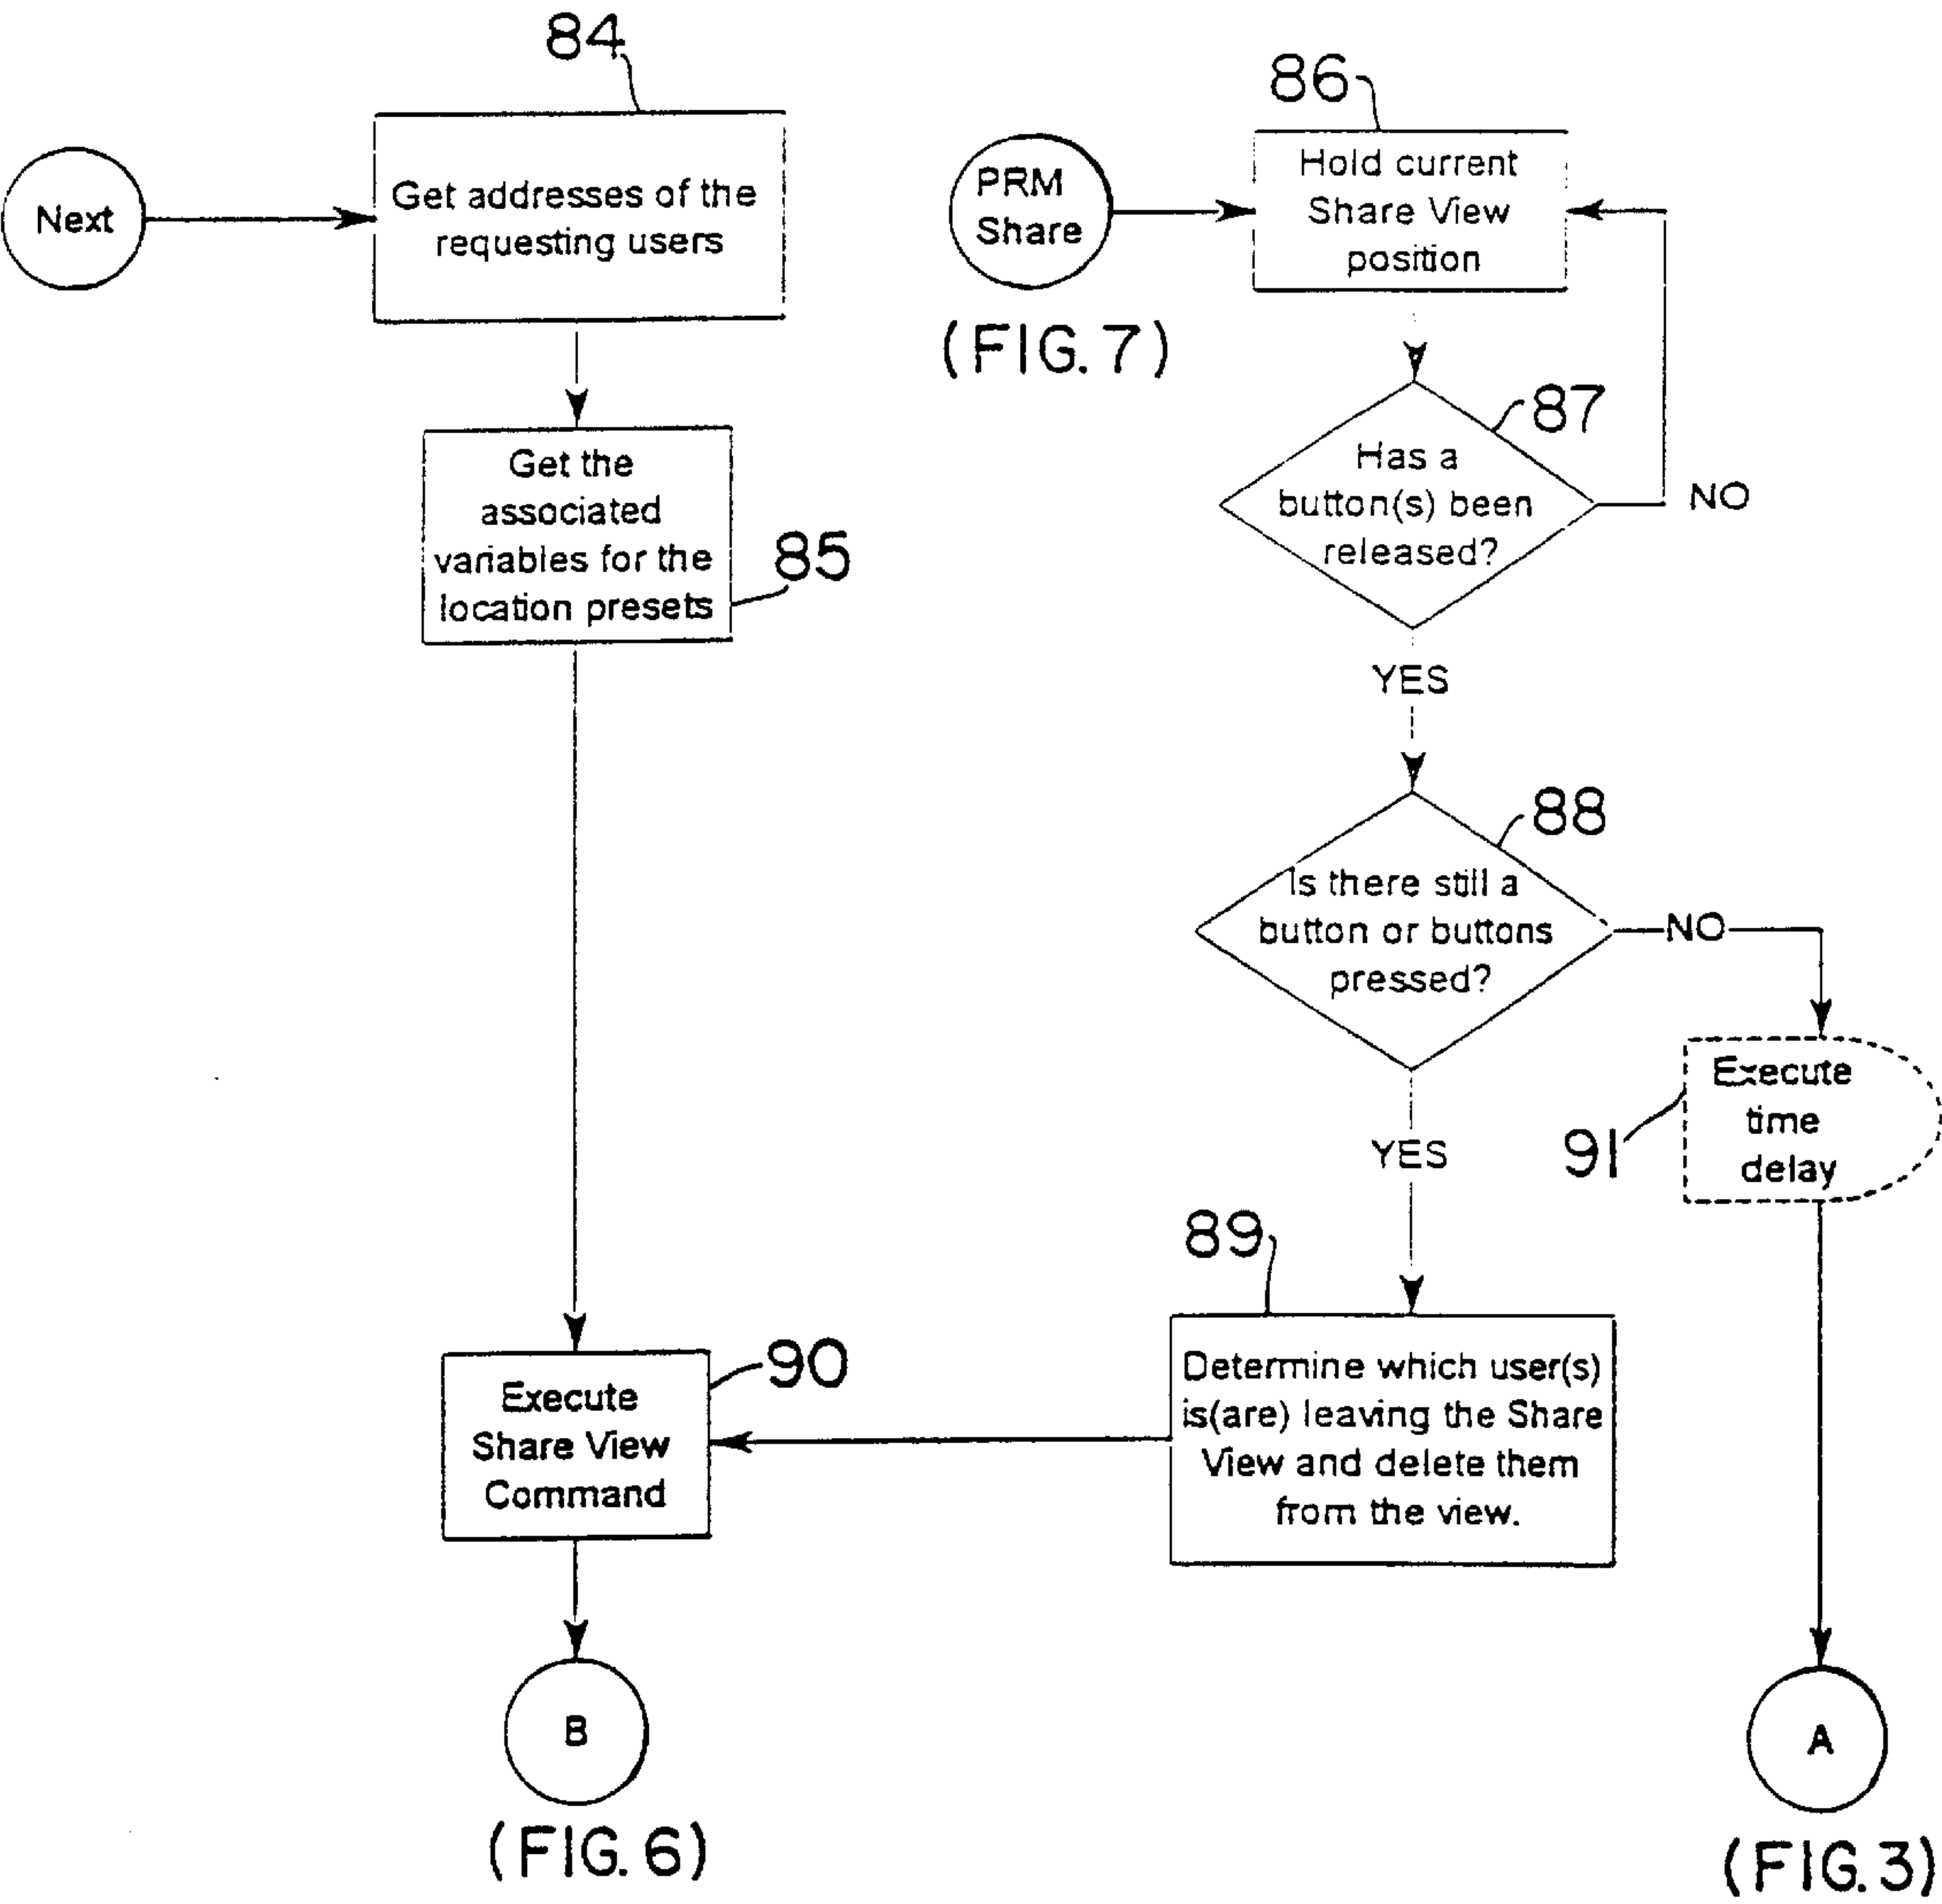 84
Next
Get addresses of the
requesting users
Get the
associated
variables for the
location presets
85
86
PRM
Share
(FIG. 7)
Hold current
Share View
position
87
Has a
button(s) been
released?
NO
YES
88
Is there still a
button or buttons
pressed?
NO
91
Execute
time
delay
YES
89
Determine which user(s)
is(are) leaving the Share
View and delete them
from the view.
90
Execute
Share View
Command
B
(FIG. 6)
A
(FIG. 3)